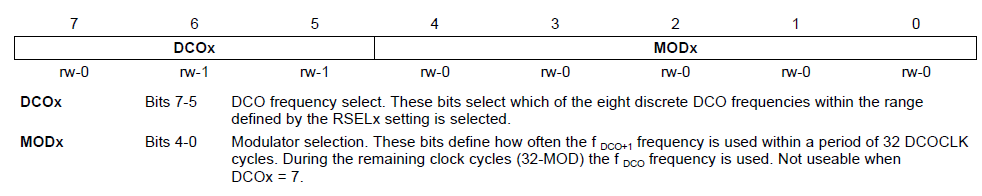 7 6 5 4 3 2 1 0
DCOx MODx
rw-0 rw-1 rw-1 rw-0 rw-0 rw-0 rw-0 rw-0
DCOx Bits 7-5 DCO frequency select. These bits select which of the eight discrete DCO frequencies within the range
defined by the RSELx setting is selected.
MODx Bits 4-0 Modulator selection. These bits define how often the f DCO+1 frequency is used within a period of 32 DCOCLK
cycles. During the remaining clock cycles (32-MOD) the f DCO frequency is used. Not useable when
DCOx = 7.